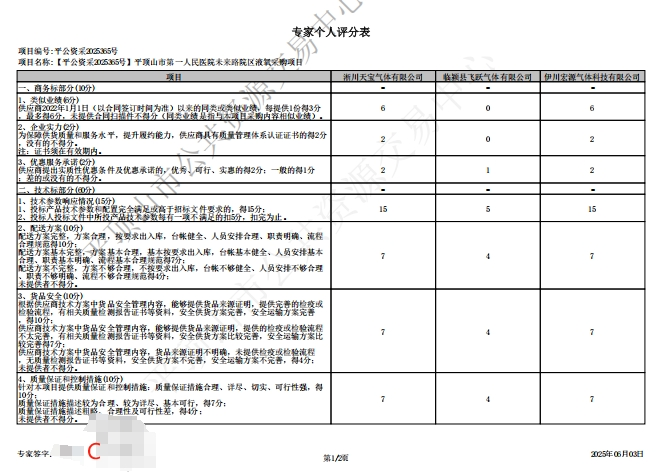 专家个人评分表
项目编号:平公资采2025365号
项目名称:【平公资采2025365号】平顶山市第一人民医院未来路院区液氧采购项目
项目 淅川天宝气体有限公司 临颍县飞跃气体有限公司 伊川宏源气体科技有限公司
一、商务标部分(10分) - - -
1、类似业绩(6分)
供应商2022年1月1日(以合同签订时间为准)以来的同类或类似业绩,每提供1份得3分
,最多得6分,未提供合同扫描件不得分(同类或类似业绩是指与本项目采购内容相似业绩)。 6 0 6
2、企业实力(2分)
为保障供货质量和服务水平,提升履约能力,供应商具有质量管理体系认证证书的得2分
,没有的不得分。
注:证书须在有效期内。 2 0 2
3、优惠服务承诺(2分)
供应商提出实质性优惠条件及优惠承诺的,优秀、可行、实惠的得2分;一般的得1分
;差的或没有的不得分。 2 1 2
二、技术标部分(60分) - - -
1、技术参数响应情况(15分)
1、投标产品技术参数和配置完全满足或高于招标文件要求的,得15分;
2、投标人投标文件中所投产品技术参数每有一项不满足的扣5分,扣完为止。 15 5 15
2、配送方案(10分)
配送方案完整,方案合理,按要求出入库,台帐健全、人员安排合理、职责明确、流程
合理规范得10分;
配送方案基本完整,方案基本合理,基本按要求出入库,台帐基本健全、人员安排基本
合理、职责基本明确、流程基本合理规范得7分;
配送方案不完整,方案不够合理,不按要求出入库,台帐不够健全、人员安排不够合理
、职责不够明确、流程不够合理规范得4分;
未提供者不得分。 7 4 7
3、货品安全(10分)
根据供应商技术方案中货品安全管理内容,能够提供货品来源证明,提供完善的检疫或
检验流程,有相关质量检测报告证书等资料,安全供货方案完善,安全运输方案完善
,得10分;
供应商技术方案中货品安全管理内容,能够提供货品来源证明,提供的检疫或检验流程
不太完善,有相关质量检测报告证书等资料,安全供货方案比较完善,安全运输方案比
较完善得7分;
供应商技术方案中货品安全管理内容,货品来源证明不明确,未提供检疫或检验流程
,无质量检测报告证书等资料,安全供货方案不完善,安全运输方案不完善,得4分;
未提供者不得分。 7 4 7
4、质量保证和控制措施(10分)
针对本项目提供质量保证和控制措施;质量保证措施合理、详尽、切实、可行性强,得
10分;
质量保证措施描述较为合理、较为详尽、基本可行,得7分;
质量保证措施描述粗略、合理性及可行性差,得4分;
未提供者不得分。 7 4 7
专家签字:
C
第1/2页
2025年06月03日
平顶山市公共资源交易中心